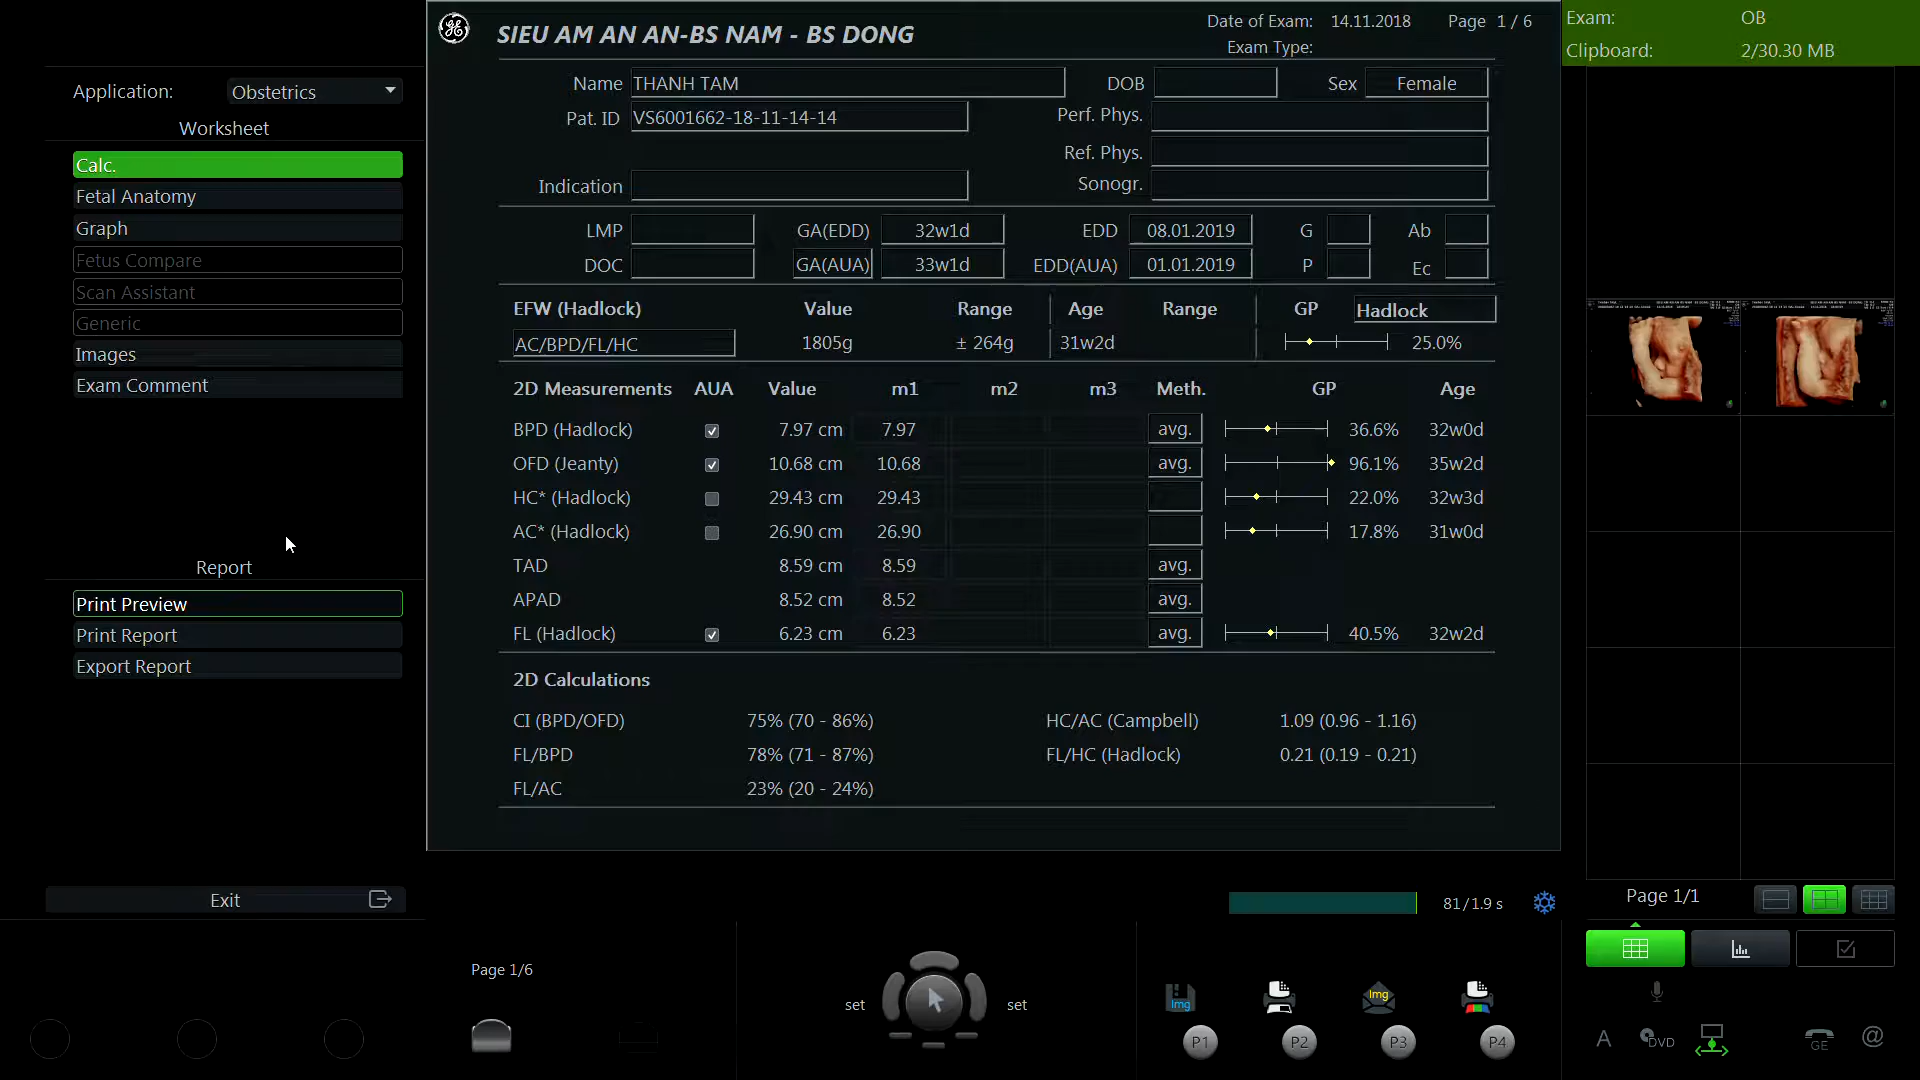 SIEU AM AN AN-BS NAM - BS DONG
Date of Exam: 14.11.2018 Page 1 / 6
Exam Type:
Exam: OB
Clipboard: 2/30.30 MB
Application: Obstetrics
Worksheet
Calc.
Fetal Anatomy
Graph
Fetus Compare
Scan Assistant
Generic
Images
Exam Comment
Report
Print Preview
Print Report
Export Report
Exit
Name THANH TAM DOB Sex Female
Pat. ID VS6001662-18-11-14-14 Perf. Phys.
Ref. Phys.
Indication Sonogr.
LMP GA(EDD) 32w1d EDD 08.01.2019 G Ab
DOC GA(AUA) 33w1d EDD(AUA) 01.01.2019 P Ec
EFW (Hadlock) Value Range Age Range GP Hadlock
AC/BPD/FL/HC 1805g ± 264g 31w2d 25.0%
2D Measurements AUA Value m1 m2 m3 Meth. GP Age
BPD (Hadlock) 7.97 cm 7.97 avg. 36.6% 32w0d
OFD (Jeanty) 10.68 cm 10.68 avg. 96.1% 35w2d
HC* (Hadlock) 29.43 cm 29.43 22.0% 32w3d
AC* (Hadlock) 26.90 cm 26.90 17.8% 31w0d
TAD 8.59 cm 8.59 avg.
APAD 8.52 cm 8.52 avg.
FL (Hadlock) 6.23 cm 6.23 avg. 40.5% 32w2d
2D Calculations
CI (BPD/OFD) 75% (70 - 86%) HC/AC (Campbell) 1.09 (0.96 - 1.16)
FL/BPD 78% (71 - 87%) FL/HC (Hadlock) 0.21 (0.19 - 0.21)
FL/AC 23% (20 - 24%)
81/1.9 s
Page 1/1
Page 1/6
set set
Img Img
P1 P2 P3 P4
A DVD GE @